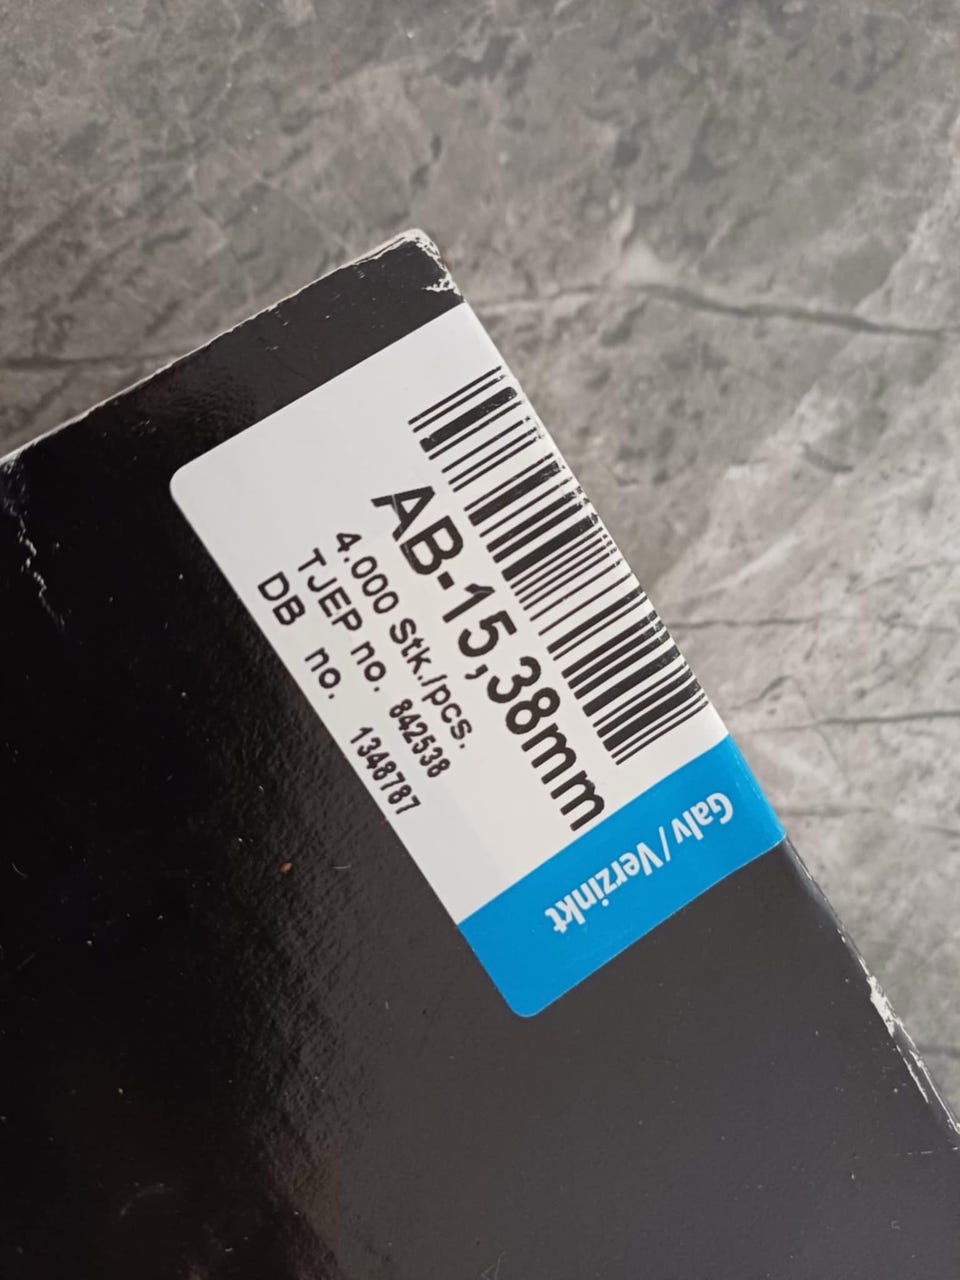 AB-15,38mm
4.000 Stk./pcs.
TJEP no. 842538
DB no. 1348787
Galv / Verzinkt